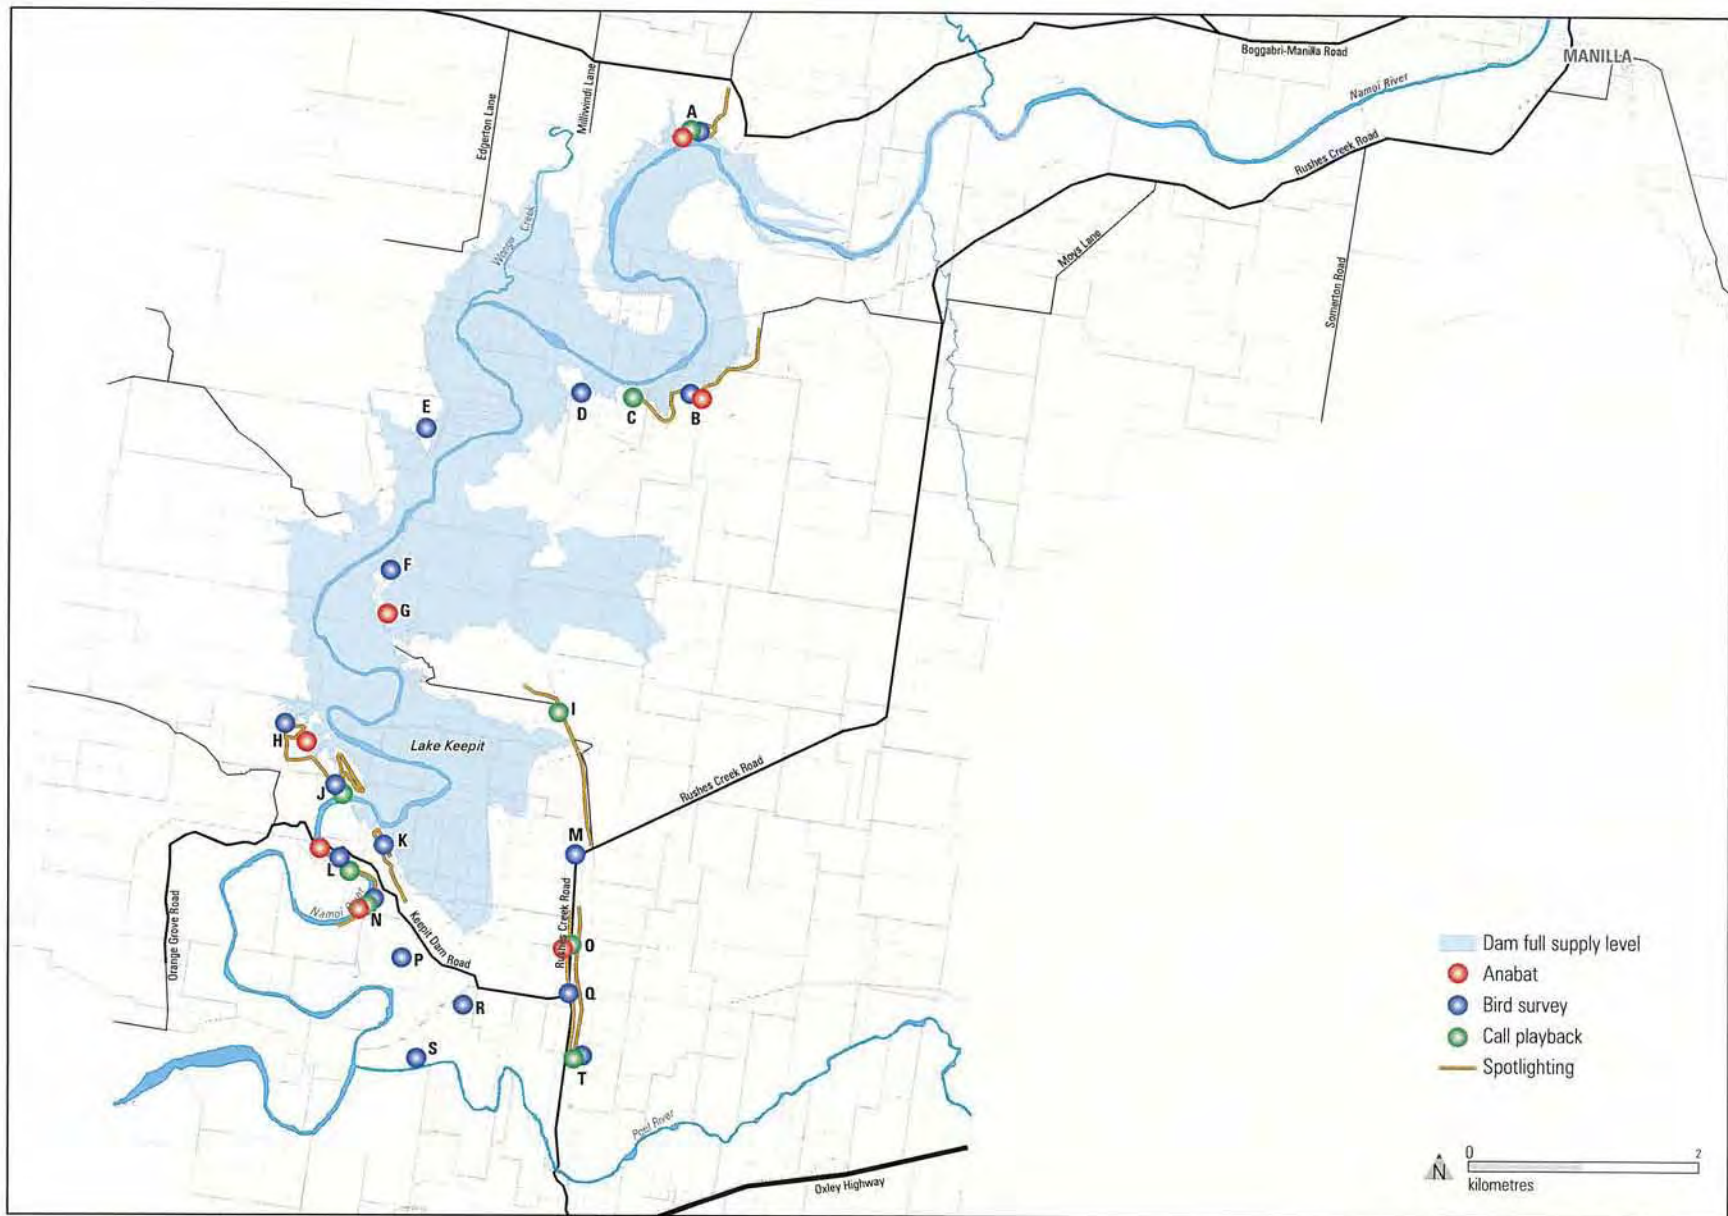 Boggabri-Manilla Road
MANILLA
Namoi River
Edgerton Lane
Milliwindi Lane
A
Rushes Creek Road
Creek
Moys Lane
Somerton Road
E
D
C
B
F
G
I
H
Lake Keepit
Rushes Creek Road
J
K
M
L
Rushes Creek Road
Orange Grove Road
Namoi
N
Keepit Dam Road
O
P
Q
R
S
T
Peel River
Oxley Highway
Dam full supply level
Anabat
Bird survey
Call playback
Spotlighting
N
0 2
kilometres